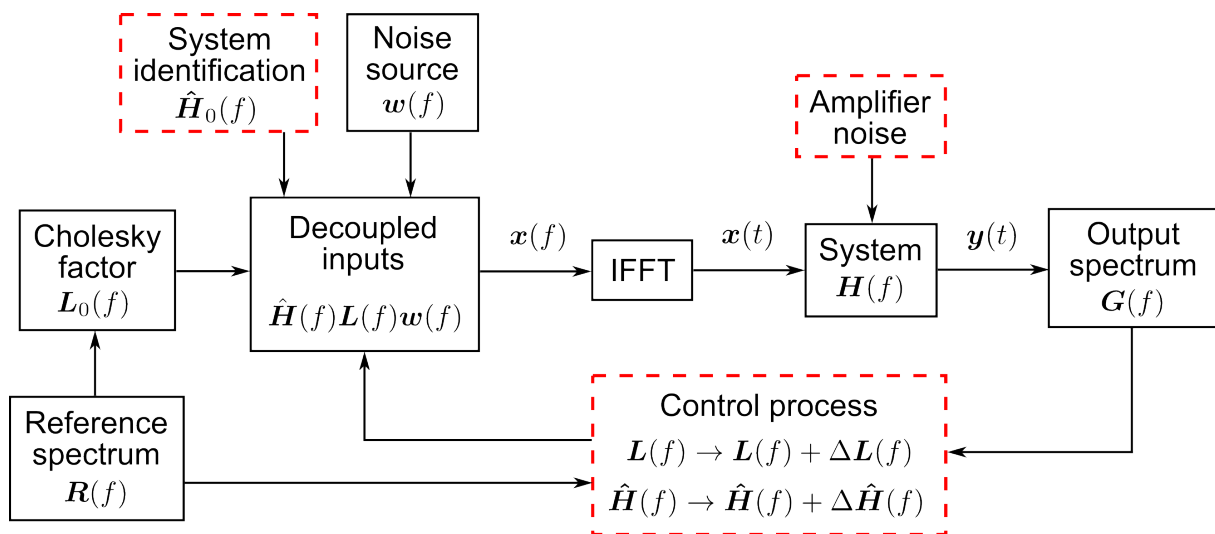 System
identification
Ĥ₀(f)
Noise
source
w(f)
Amplifier
noise
Cholesky
factor
L₀(f)
Decoupled
inputs
Ĥ(f)L(f)w(f)
x(f)
IFFT
x(t)
System
H(f)
y(t)
Output
spectrum
G(f)
Reference
spectrum
R(f)
Control process
L(f) → L(f) + ΔL(f)
Ĥ(f) → Ĥ(f) + ΔĤ(f)